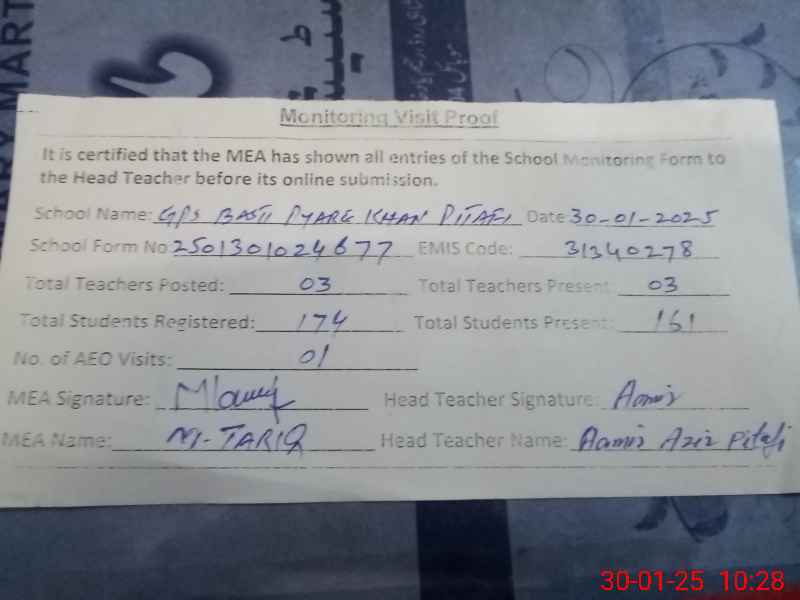 Monitoring Visit Proof
It is certified that the MEA has shown all entries of the School Monitoring Form to
the Head Teacher before its online submission.
School Name: GPS BASTI PYARE KHAN PITAFI Date 30-01-2025
School Form No 2501301024677 EMIS Code: 31340278
Total Teachers Posted: 03 Total Teachers Present 03
Total Students Registered: 174 Total Students Present: 161
No. of AEO Visits: 01
MEA Signature: Head Teacher Signature: Aamir
MEA Name: M-TARIQ Head Teacher Name: Aamir Aziz Pitafi
30-01-25 10:28